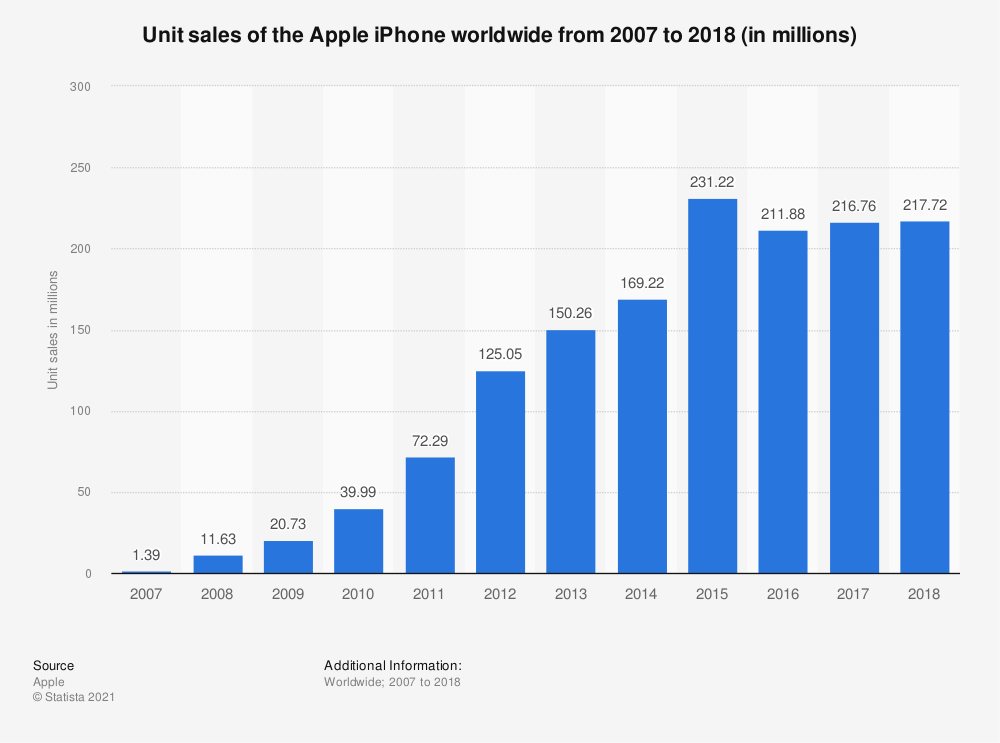 Unit sales of the Apple iPhone worldwide from 2007 to 2018 (in millions)
Unit sales in millions
300
250
200
150
100
50
0
1.39
11.63
20.73
39.99
72.29
125.05
150.26
169.22
231.22
211.88
216.76
217.72
2007 2008 2009 2010 2011 2012 2013 2014 2015 2016 2017 2018
Source
Apple
© Statista 2021
Additional Information:
Worldwide; 2007 to 2018